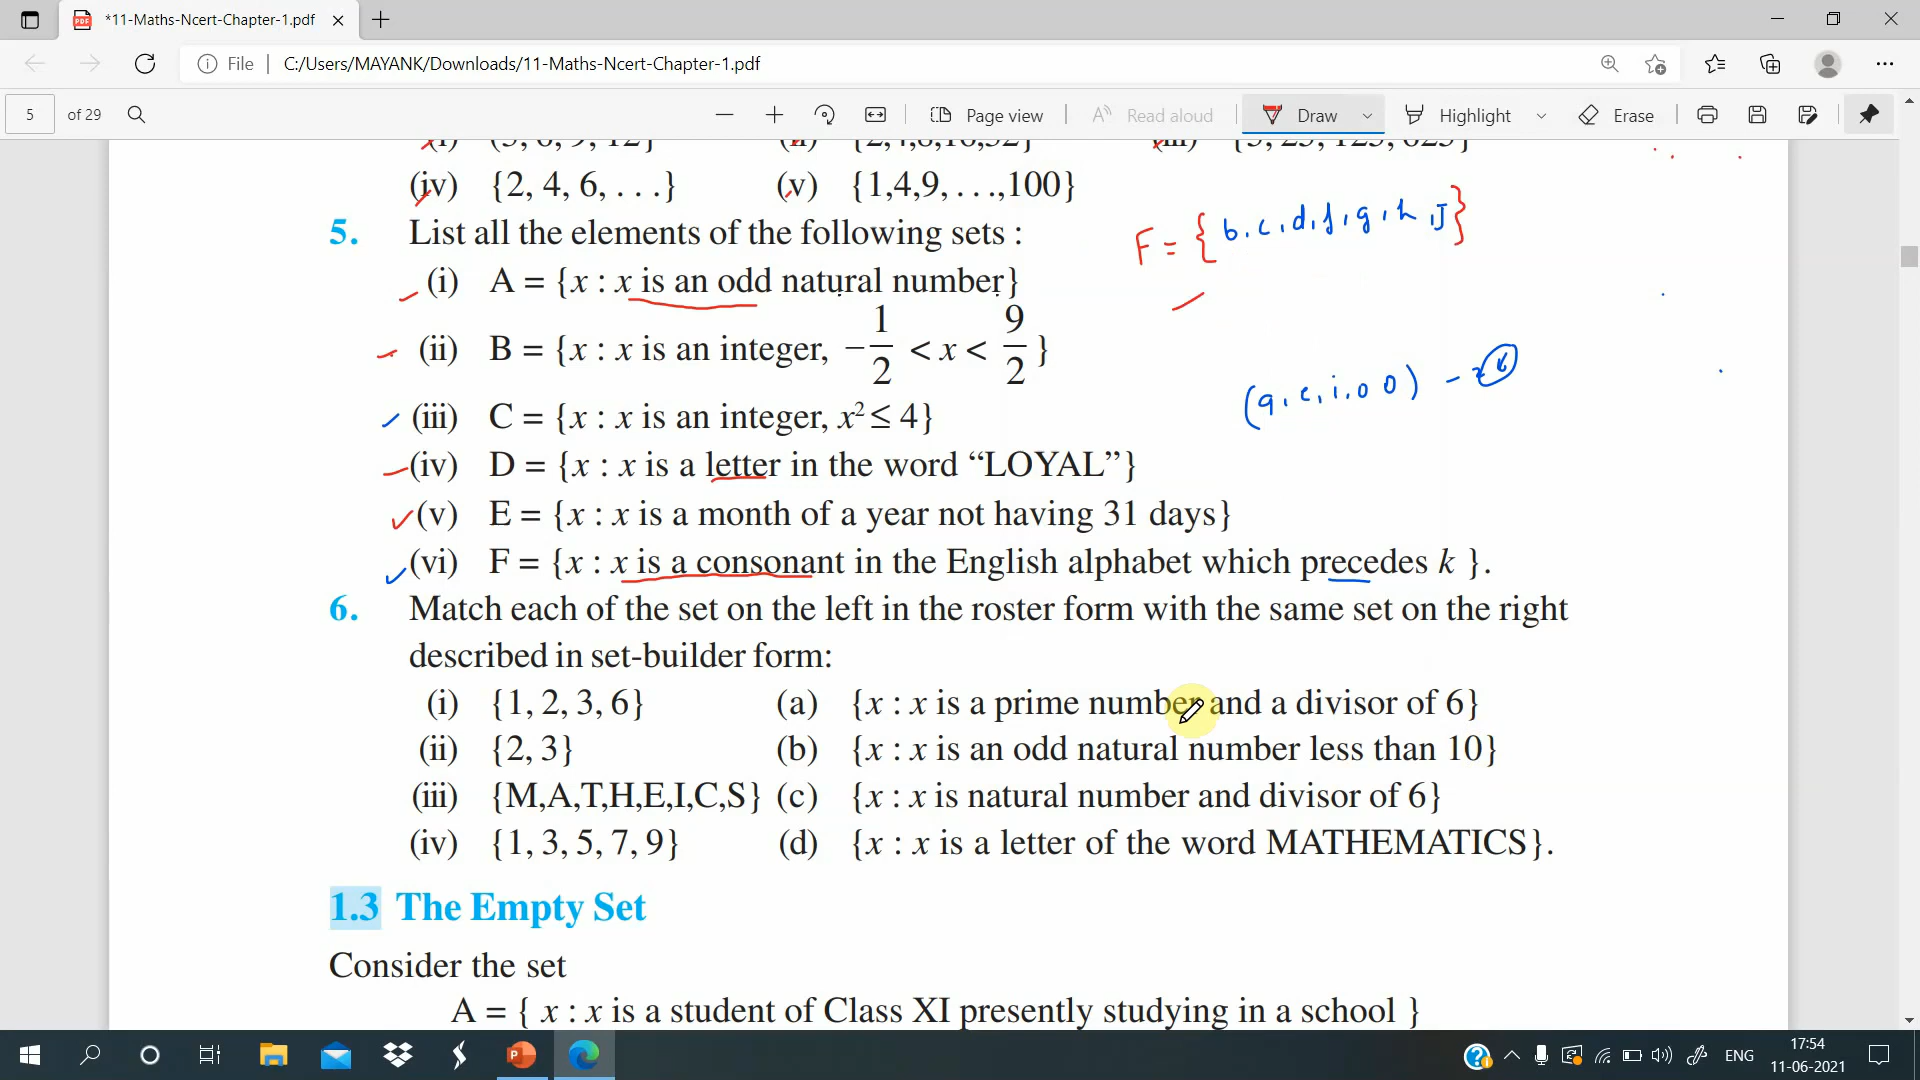 *11-Maths-Ncert-Chapter-1.pdf
File | C:/Users/MAYANK/Downloads/11-Maths-Ncert-Chapter-1.pdf
5 of 29 Page view Read aloud Draw Highlight Erase
(iv) {2, 4, 6, . . .} (v) {1,4,9, . . .,100}
5. List all the elements of the following sets :
F = { b, c, d, f, g, h, J }
(i) A = {x : x is an odd natural number}
(ii) B = {x : x is an integer, −1/2 < x < 9/2 }
(iii) C = {x : x is an integer, x² ≤ 4}
(iv) D = {x : x is a letter in the word “LOYAL”}
(v) E = {x : x is a month of a year not having 31 days}
(vi) F = {x : x is a consonant in the English alphabet which precedes k }.
6. Match each of the set on the left in the roster form with the same set on the right
described in set-builder form:
(i) {1, 2, 3, 6} (a) {x : x is a prime number and a divisor of 6}
(ii) {2, 3} (b) {x : x is an odd natural number less than 10}
(iii) {M,A,T,H,E,I,C,S} (c) {x : x is natural number and divisor of 6}
(iv) {1, 3, 5, 7, 9} (d) {x : x is a letter of the word MATHEMATICS}.
1.3 The Empty Set
Consider the set
A = { x : x is a student of Class XI presently studying in a school }
ENG 17:54
11-06-2021